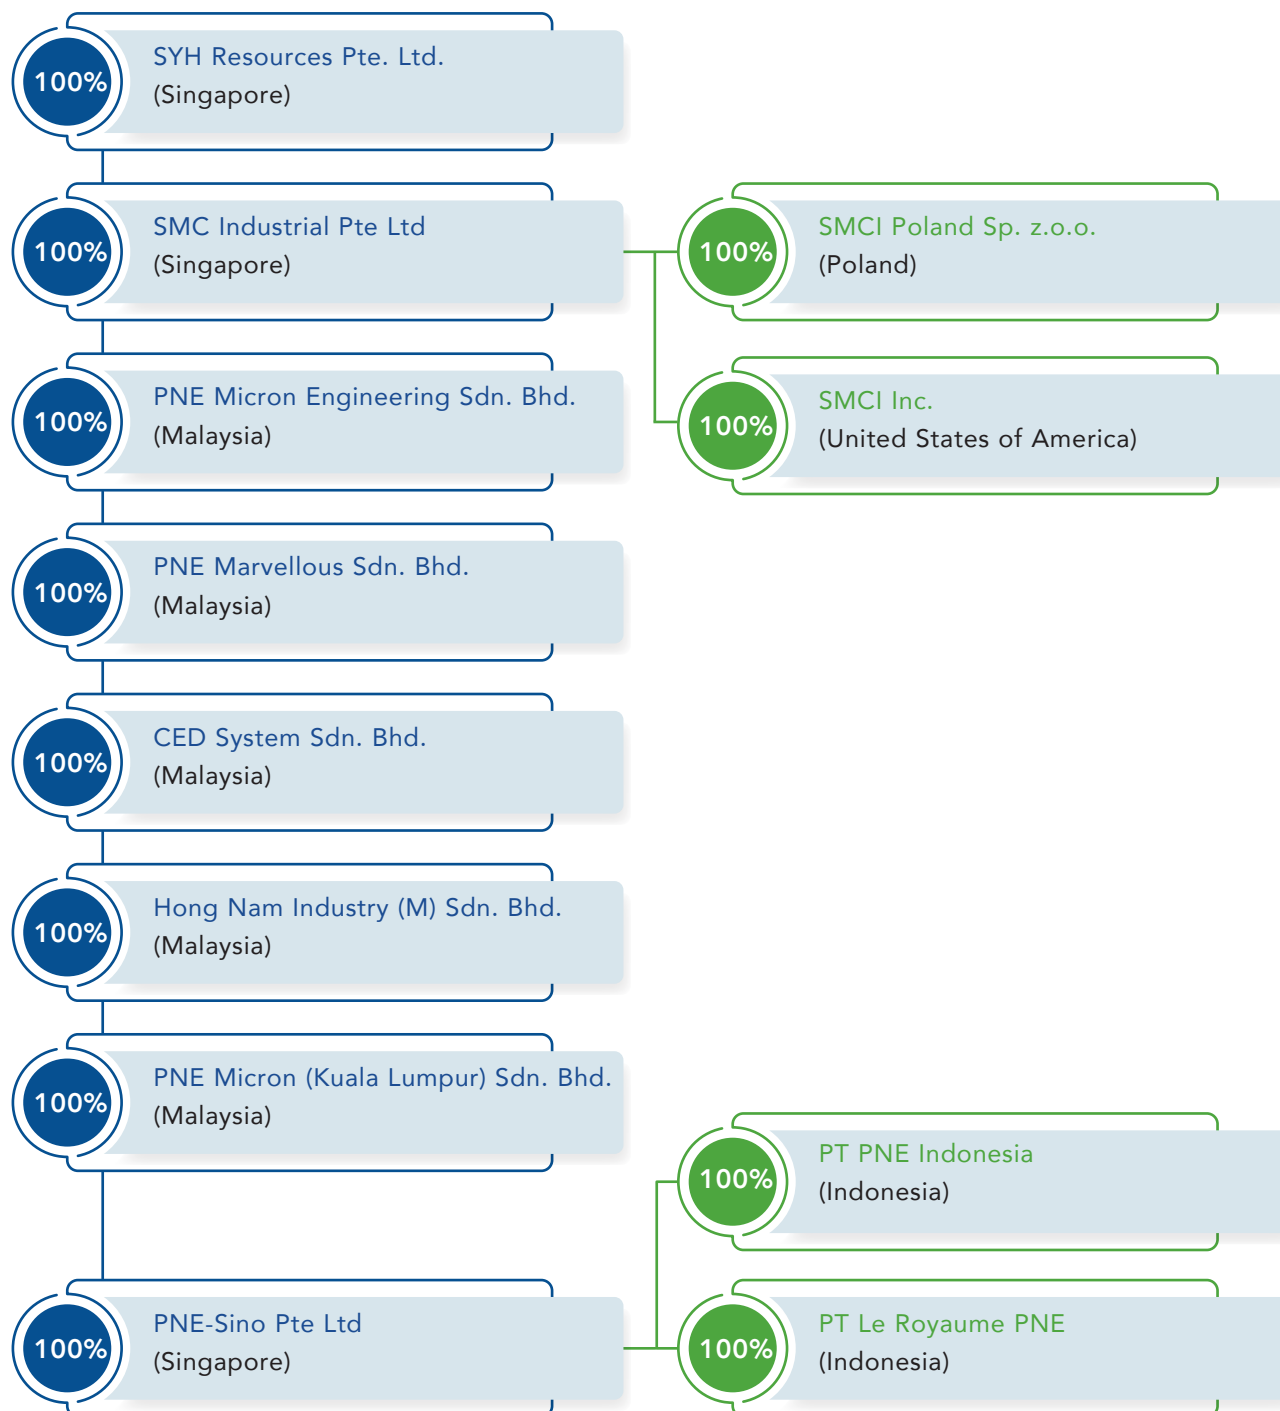 100%
SYH Resources Pte. Ltd.
(Singapore)
100%
SMC Industrial Pte Ltd
(Singapore)
100%
SMCI Poland Sp. z.o.o.
(Poland)
100%
PNE Micron Engineering Sdn. Bhd.
(Malaysia)
100%
SMCI Inc.
(United States of America)
100%
PNE Marvellous Sdn. Bhd.
(Malaysia)
100%
CED System Sdn. Bhd.
(Malaysia)
100%
Hong Nam Industry (M) Sdn. Bhd.
(Malaysia)
100%
PNE Micron (Kuala Lumpur) Sdn. Bhd.
(Malaysia)
100%
PT PNE Indonesia
(Indonesia)
100%
PNE-Sino Pte Ltd
(Singapore)
100%
PT Le Royaume PNE
(Indonesia)